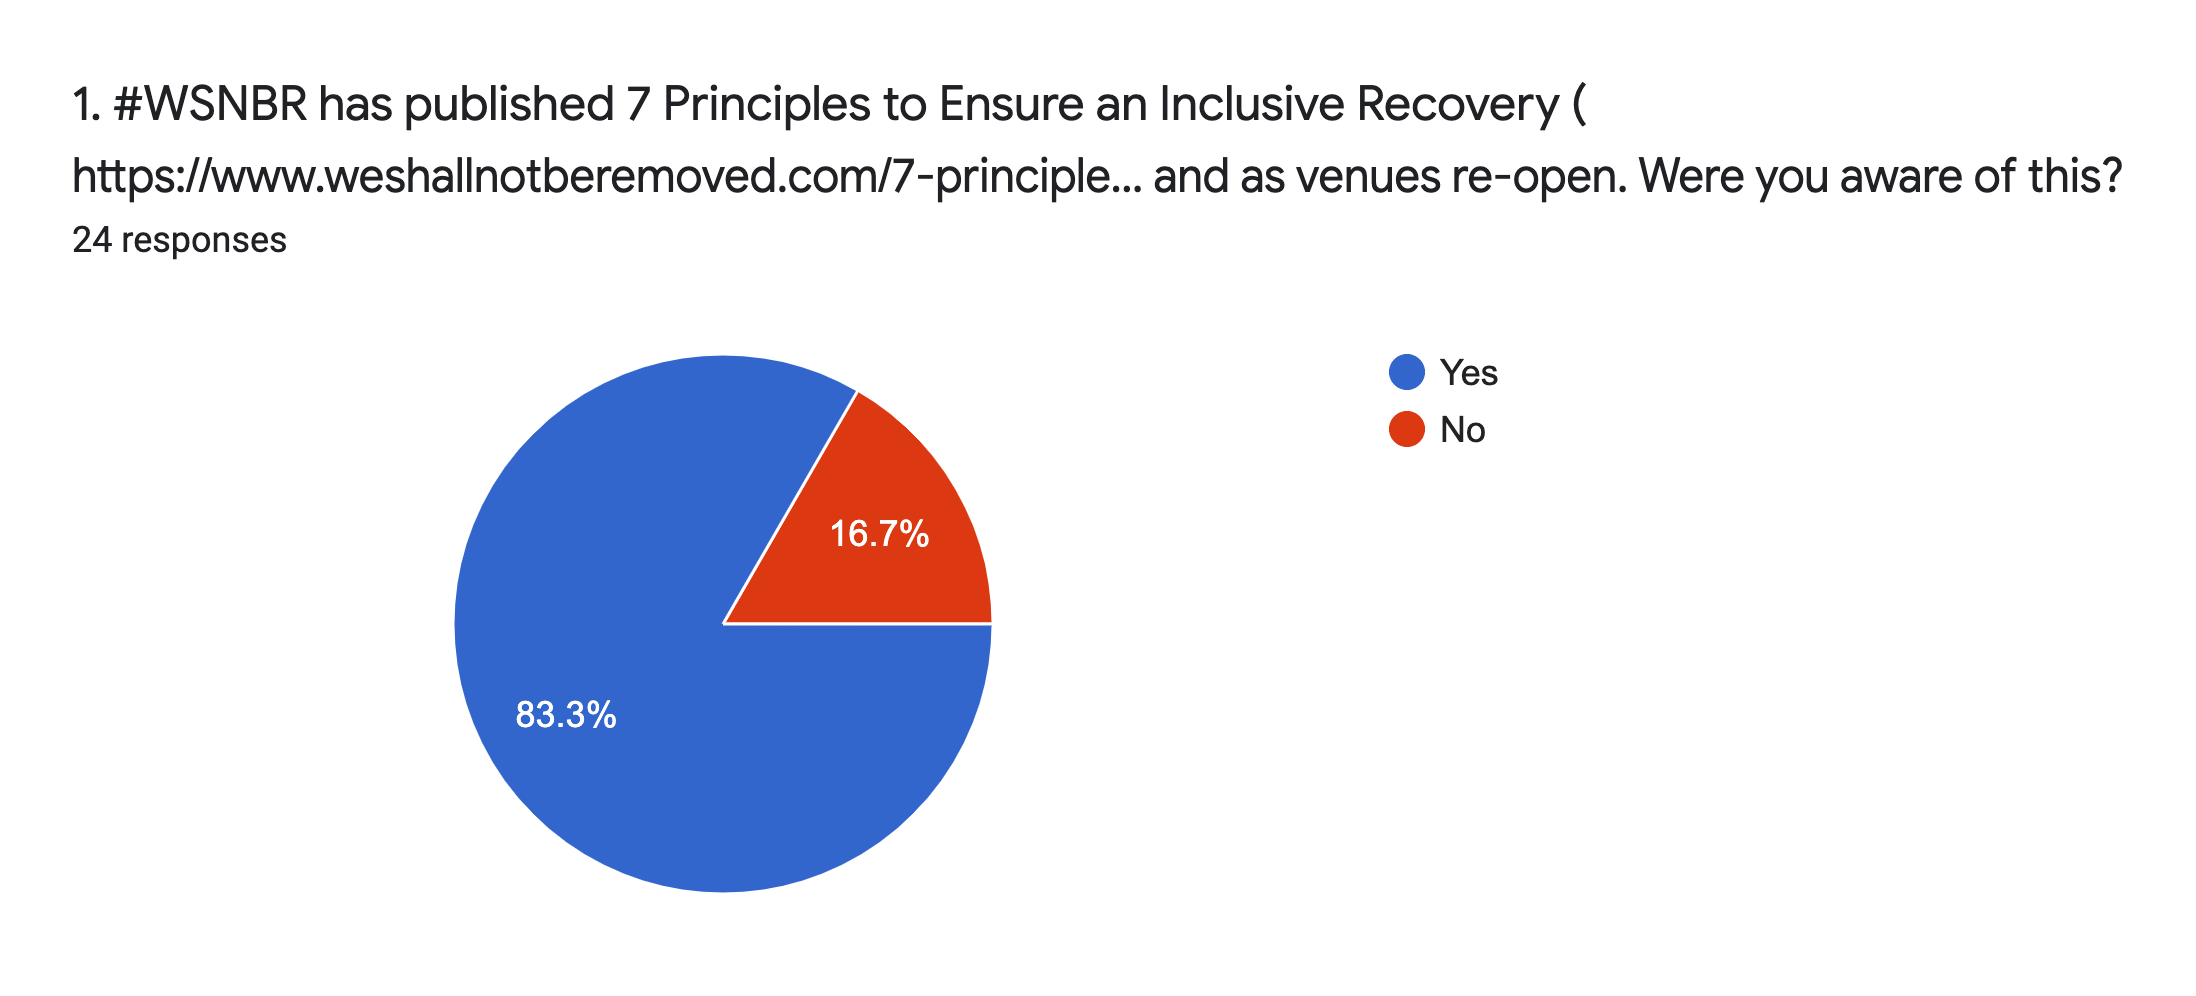 1. #WSNBR has published 7 Principles to Ensure an Inclusive Recovery (
https://www.weshallnotberemoved.com/7-principle... and as venues re-open. Were you aware of this?
24 responses
Yes
No
16.7%
83.3%